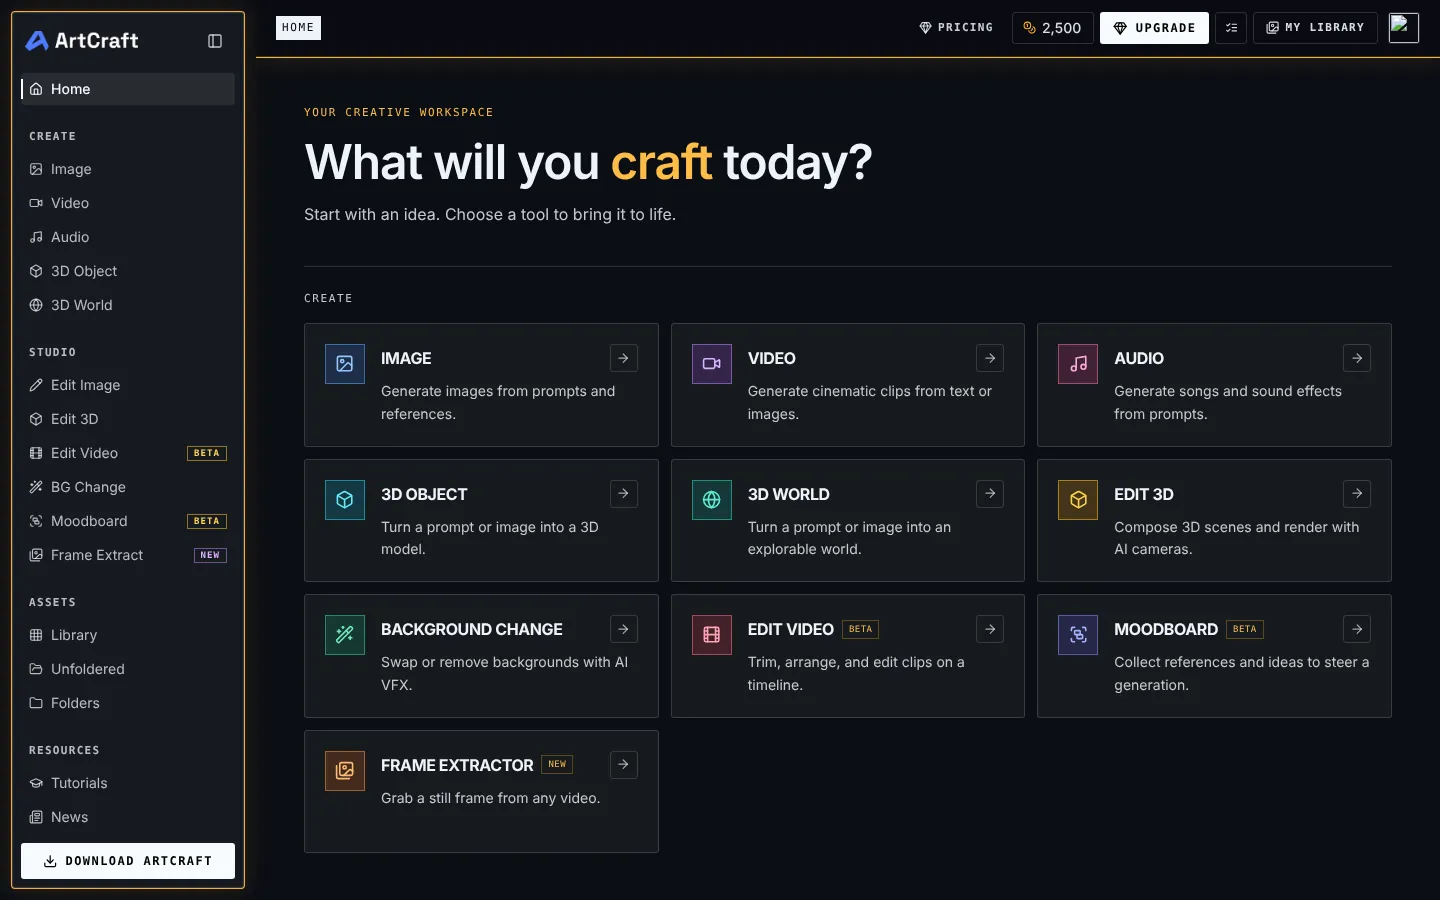 ArtCraft
Home
CREATE
Image
Video
Audio
3D Object
3D World
STUDIO
Edit Image
Edit 3D
Edit Video BETA
BG Change
Moodboard BETA
Frame Extract NEW
ASSETS
Library
Unfoldered
Folders
RESOURCES
Tutorials
News
DOWNLOAD ARTCRAFT
HOME
PRICING
2,500
UPGRADE
MY LIBRARY
YOUR CREATIVE WORKSPACE
What will you craft today?
Start with an idea. Choose a tool to bring it to life.
CREATE
IMAGE
Generate images from prompts and
references.
VIDEO
Generate cinematic clips from text or
images.
AUDIO
Generate songs and sound effects
from prompts.
3D OBJECT
Turn a prompt or image into a 3D
model.
3D WORLD
Turn a prompt or image into an
explorable world.
EDIT 3D
Compose 3D scenes and render with
AI cameras.
BACKGROUND CHANGE
Swap or remove backgrounds with AI
VFX.
EDIT VIDEO BETA
Trim, arrange, and edit clips on a
timeline.
MOODBOARD BETA
Collect references and ideas to steer a
generation.
FRAME EXTRACTOR NEW
Grab a still frame from any video.